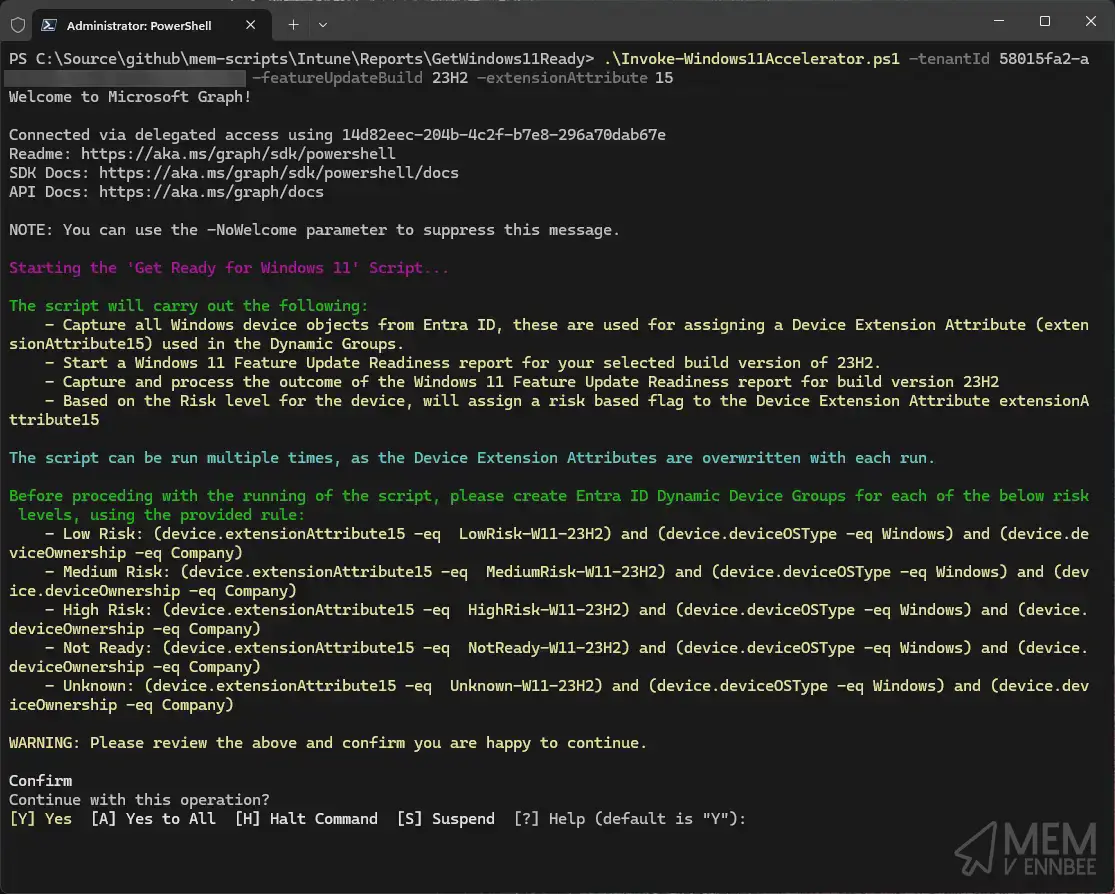 Administrator: PowerShell
PS C:\Source\github\mem-scripts\Intune\Reports\GetWindows11Ready> .\Invoke-Windows11Accelerator.ps1 -tenantId 58015fa2-a
-featureUpdateBuild 23H2 -extensionAttribute 15
Welcome to Microsoft Graph!
Connected via delegated access using 14d82eec-204b-4c2f-b7e8-296a70dab67e
Readme: https://aka.ms/graph/sdk/powershell
SDK Docs: https://aka.ms/graph/sdk/powershell/docs
API Docs: https://aka.ms/graph/docs
NOTE: You can use the -NoWelcome parameter to suppress this message.
Starting the 'Get Ready for Windows 11' Script...
The script will carry out the following:
- Capture all Windows device objects from Entra ID, these are used for assigning a Device Extension Attribute (exten
sionAttribute15) used in the Dynamic Groups.
- Start a Windows 11 Feature Update Readiness report for your selected build version of 23H2.
- Capture and process the outcome of the Windows 11 Feature Update Readiness report for build version 23H2
- Based on the Risk level for the device, will assign a risk based flag to the Device Extension Attribute extensionA
ttribute15
The script can be run multiple times, as the Device Extension Attributes are overwritten with each run.
Before proceding with the running of the script, please create Entra ID Dynamic Device Groups for each of the below risk
levels, using the provided rule:
- Low Risk: (device.extensionAttribute15 -eq  LowRisk-W11-23H2) and (device.deviceOSType -eq Windows) and (device.de
viceOwnership -eq Company)
- Medium Risk: (device.extensionAttribute15 -eq  MediumRisk-W11-23H2) and (device.deviceOSType -eq Windows) and (dev
ice.deviceOwnership -eq Company)
- High Risk: (device.extensionAttribute15 -eq  HighRisk-W11-23H2) and (device.deviceOSType -eq Windows) and (device.
deviceOwnership -eq Company)
- Not Ready: (device.extensionAttribute15 -eq  NotReady-W11-23H2) and (device.deviceOSType -eq Windows) and (device.
deviceOwnership -eq Company)
- Unknown: (device.extensionAttribute15 -eq  Unknown-W11-23H2) and (device.deviceOSType -eq Windows) and (device.dev
iceOwnership -eq Company)
WARNING: Please review the above and confirm you are happy to continue.
Confirm
Continue with this operation?
[Y] Yes  [A] Yes to All  [H] Halt Command  [S] Suspend  [?] Help (default is "Y"):
MEM
V ENNBEE